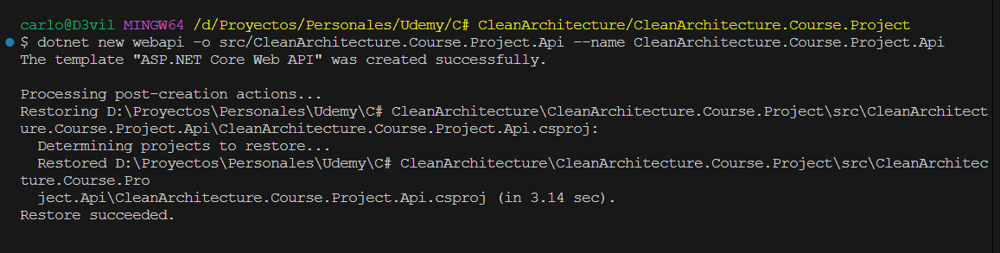 carlo@D3vil MINGW64 /d/Proyectos/Personales/Udemy/C# CleanArchitecture/CleanArchitecture.Course.Project
$ dotnet new webapi -o src/CleanArchitecture.Course.Project.Api --name CleanArchitecture.Course.Project.Api
The template "ASP.NET Core Web API" was created successfully.

Processing post-creation actions...
Restoring D:\Proyectos\Personales\Udemy\C# CleanArchitecture\CleanArchitecture.Course.Project\src\CleanArchitect
ure.Course.Project.Api\CleanArchitecture.Course.Project.Api.csproj:
  Determining projects to restore...
  Restored D:\Proyectos\Personales\Udemy\C# CleanArchitecture\CleanArchitecture.Course.Project\src\CleanArchitec
ture.Course.Pro
  ject.Api\CleanArchitecture.Course.Project.Api.csproj (in 3.14 sec).
Restore succeeded.